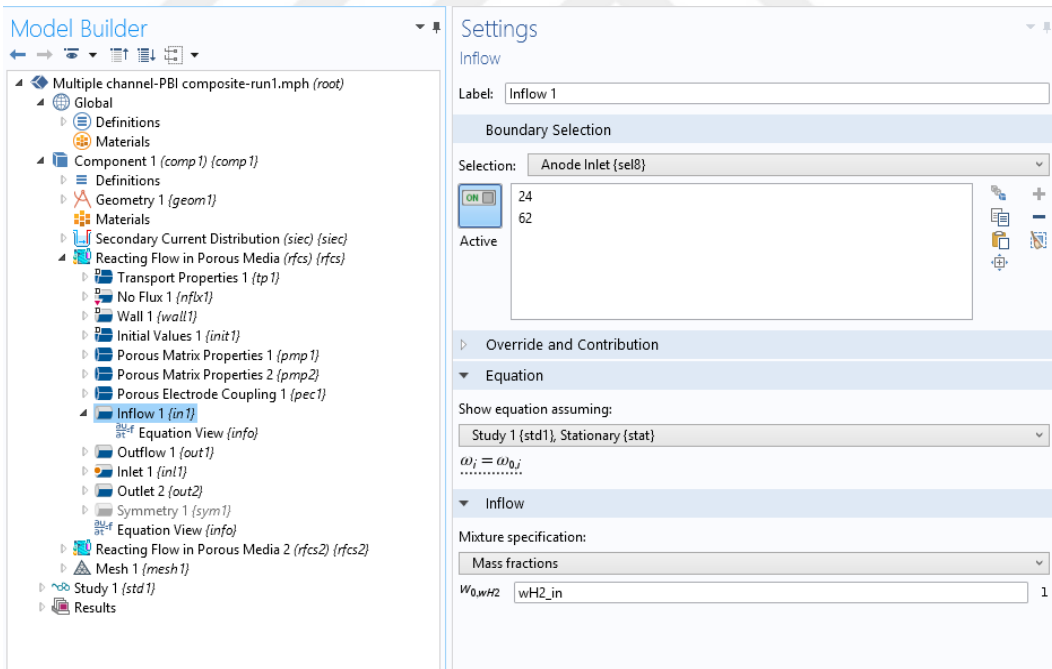 Model Builder
Multiple channel-PBI composite-run1.mph (root)
Global
Definitions
Materials
Component 1 (comp1) {comp1}
Definitions
Geometry 1 {geom1}
Materials
Secondary Current Distribution (siec) {siec}
Reacting Flow in Porous Media (rfcs) {rfcs}
Transport Properties 1 {tp1}
No Flux 1 {nflx1}
Wall 1 {wall1}
Initial Values 1 {init1}
Porous Matrix Properties 1 {pmp1}
Porous Matrix Properties 2 {pmp2}
Porous Electrode Coupling 1 {pec1}
Inflow 1 {in1}
Equation View {info}
Outflow 1 {out1}
Inlet 1 {inl1}
Outlet 2 {out2}
Symmetry 1 {sym1}
Equation View {info}
Reacting Flow in Porous Media 2 (rfcs2) {rfcs2}
Mesh 1 {mesh1}
Study 1 {std1}
Results
Settings
Inflow
Label: Inflow 1
Boundary Selection
Selection: Anode Inlet {sel8}
ON
Active
24
62
Override and Contribution
Equation
Show equation assuming:
Study 1 {std1}, Stationary {stat}
ω_i = ω_0,i
Inflow
Mixture specification:
Mass fractions
w_0,wH2 wH2_in 1